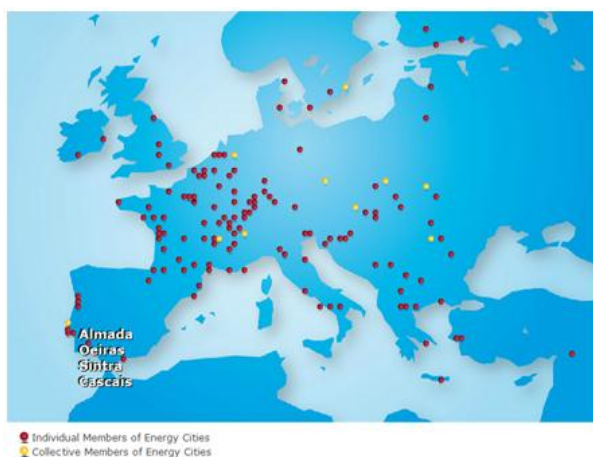 Almada
Oeiras
Sintra
Cascais
Individual Members of Energy Cities
Collective Members of Energy Cities